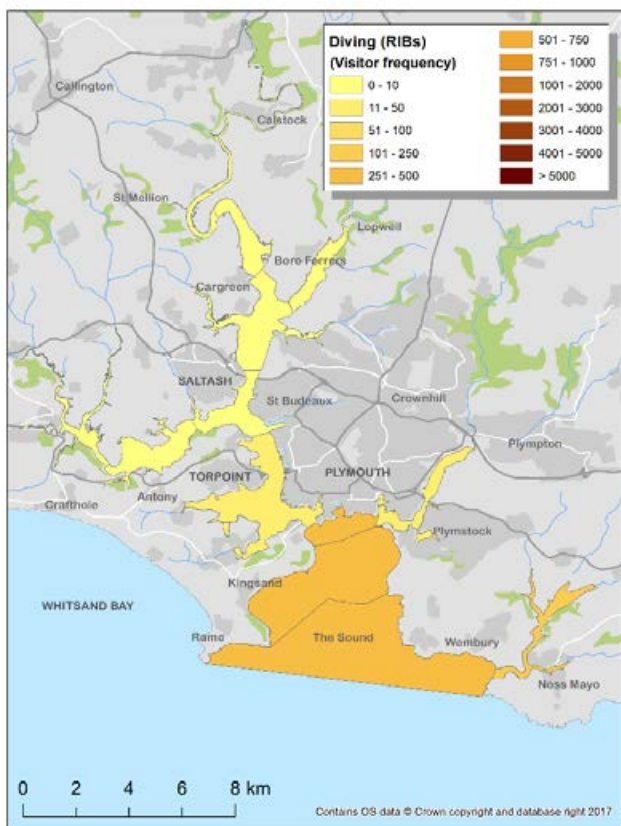 Diving (RIBs)
(Visitor frequency)
0 - 10
11 - 50
51 - 100
101 - 250
251 - 500
501 - 750
751 - 1000
1001 - 2000
2001 - 3000
3001 - 4000
4001 - 5000
> 5000
Callington
Calstock
St Mellion
Lopwell
Bere Ferrers
Cargreen
SALTASH
St Budeaux
Crownhill
Plympton
TORPOINT
PLYMOUTH
Crafthole
Antony
Plymstock
Kingsand
WHITSAND BAY
Rame
The Sound
Wembury
Noss Mayo
0 2 4 6 8 km
Contains OS data © Crown copyright and database right 2017